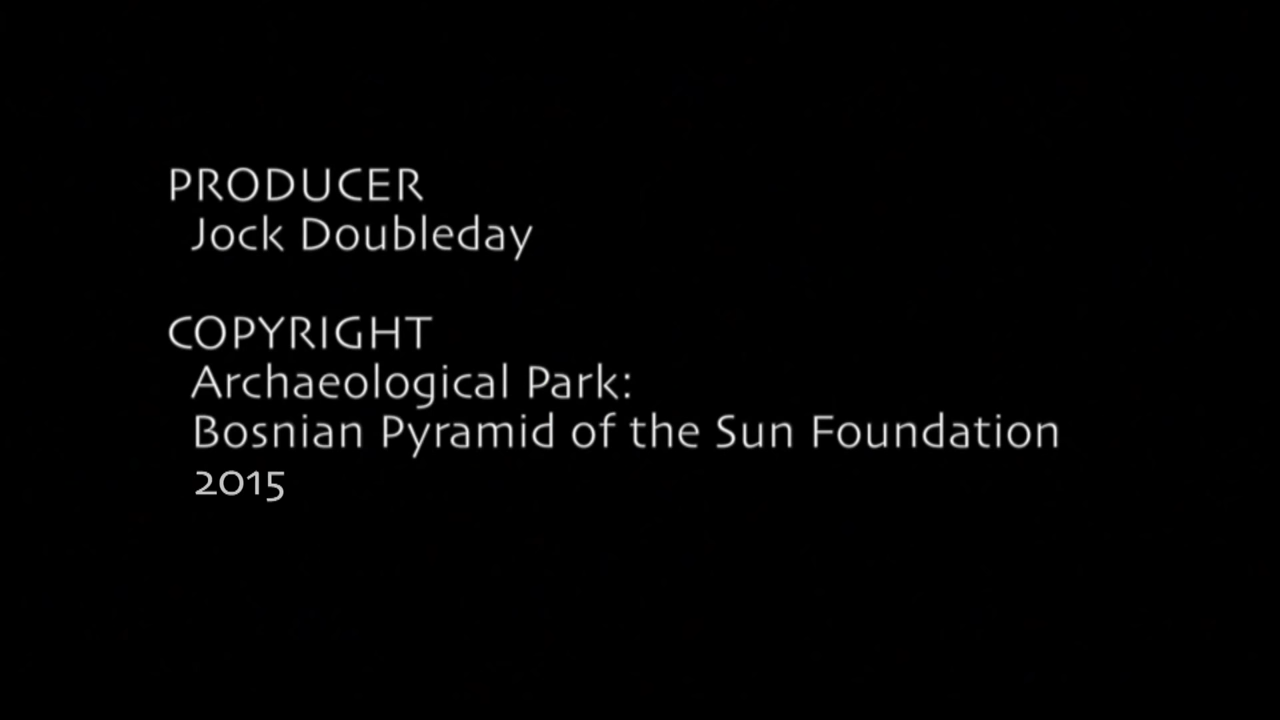 PRODUCER
Jock Doubleday
COPYRIGHT
Archaeological Park:
Bosnian Pyramid of the Sun Foundation
2015